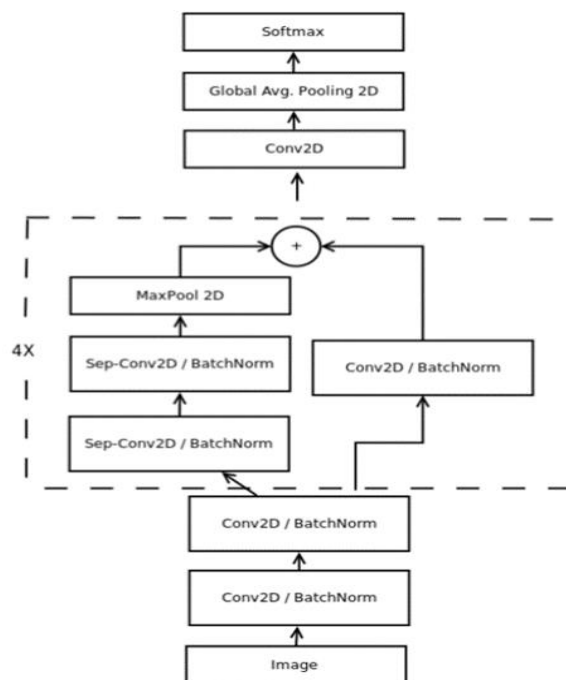 Softmax
Global Avg. Pooling 2D
Conv2D
+
MaxPool 2D
4X
Sep-Conv2D / BatchNorm
Conv2D / BatchNorm
Sep-Conv2D / BatchNorm
Conv2D / BatchNorm
Conv2D / BatchNorm
Image